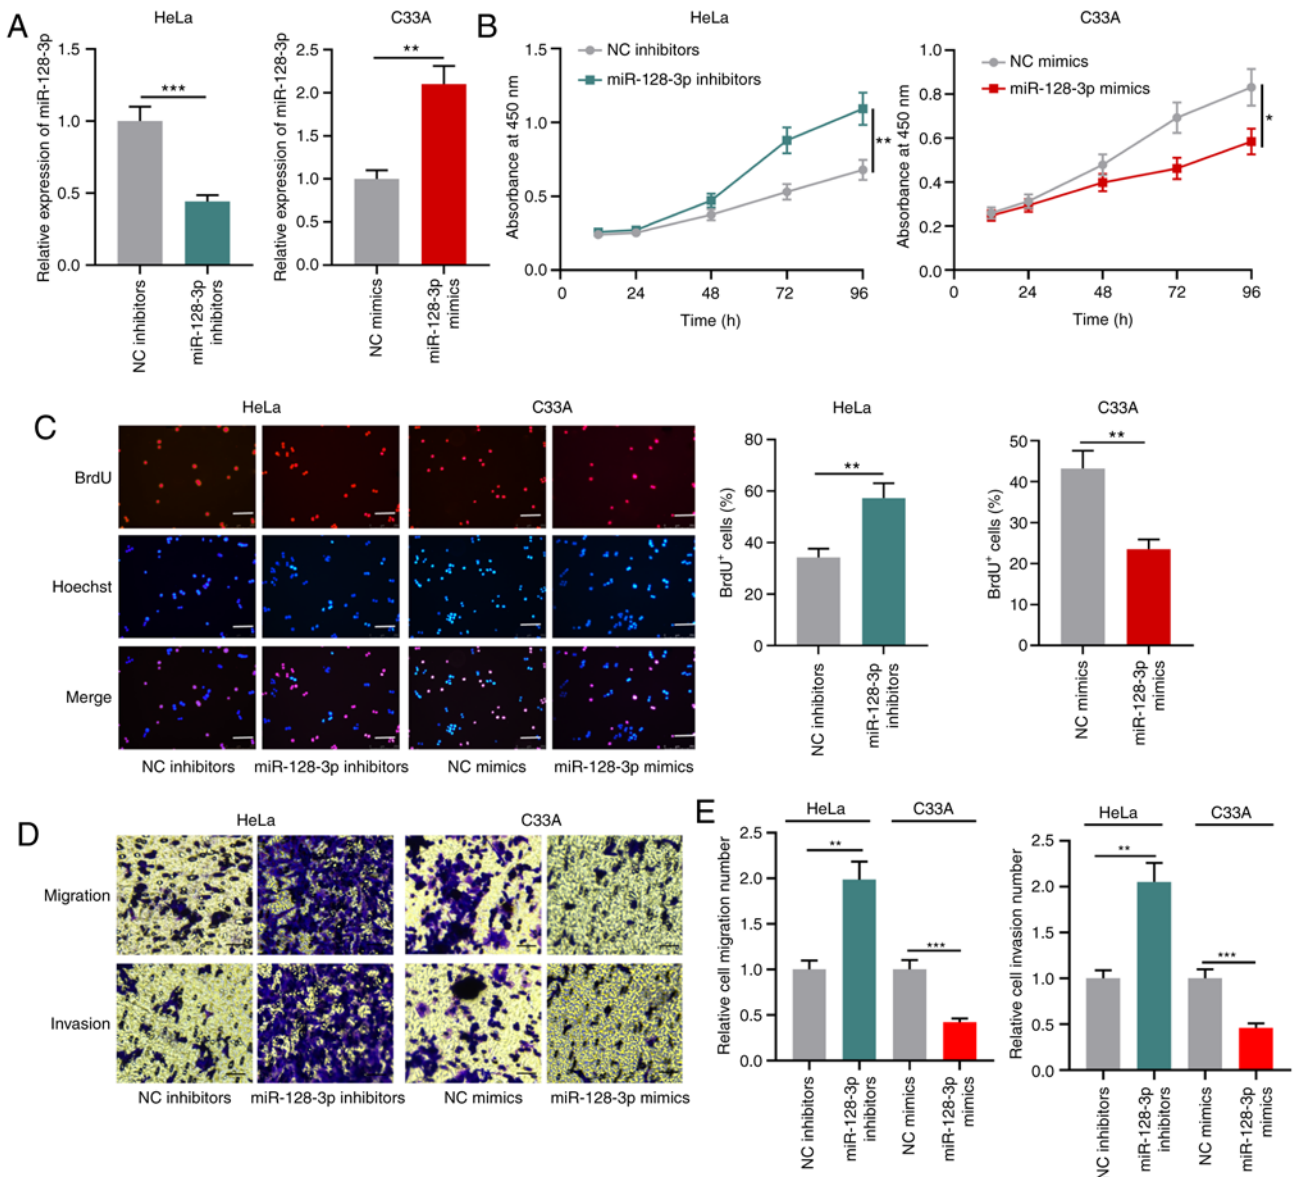 A
HeLa
Relative expression of miR-128-3p
1.5
1.0
0.5
0.0
***
NC inhibitors
miR-128-3p
inhibitors
C33A
Relative expression of miR-128-3p
2.5
2.0
1.5
1.0
0.5
0.0
**
NC mimics
miR-128-3p
mimics
B
HeLa
NC inhibitors
miR-128-3p inhibitors
Absorbance at 450 nm
1.5
1.0
0.5
0.0
**
0 24 48 72 96
Time (h)
C33A
NC mimics
miR-128-3p mimics
Absorbance at 450 nm
1.0
0.8
0.6
0.4
0.2
0.0
*
0 24 48 72 96
Time (h)
C
HeLa
C33A
BrdU
Hoechst
Merge
NC inhibitors
miR-128-3p inhibitors
NC mimics
miR-128-3p mimics
HeLa
BrdU+ cells (%)
80
60
40
20
0
**
NC inhibitors
miR-128-3p
inhibitors
C33A
BrdU+ cells (%)
50
40
30
20
10
0
**
NC mimics
miR-128-3p
mimics
D
HeLa
C33A
Migration
Invasion
NC inhibitors
miR-128-3p inhibitors
NC mimics
miR-128-3p mimics
E
HeLa
C33A
Relative cell migration number
2.5
2.0
1.5
1.0
0.5
0.0
**
***
NC inhibitors
miR-128-3p
inhibitors
NC mimics
miR-128-3p
mimics
HeLa
C33A
Relative cell invasion number
2.5
2.0
1.5
1.0
0.5
0.0
**
***
NC inhibitors
miR-128-3p
inhibitors
NC mimics
miR-128-3p
mimics